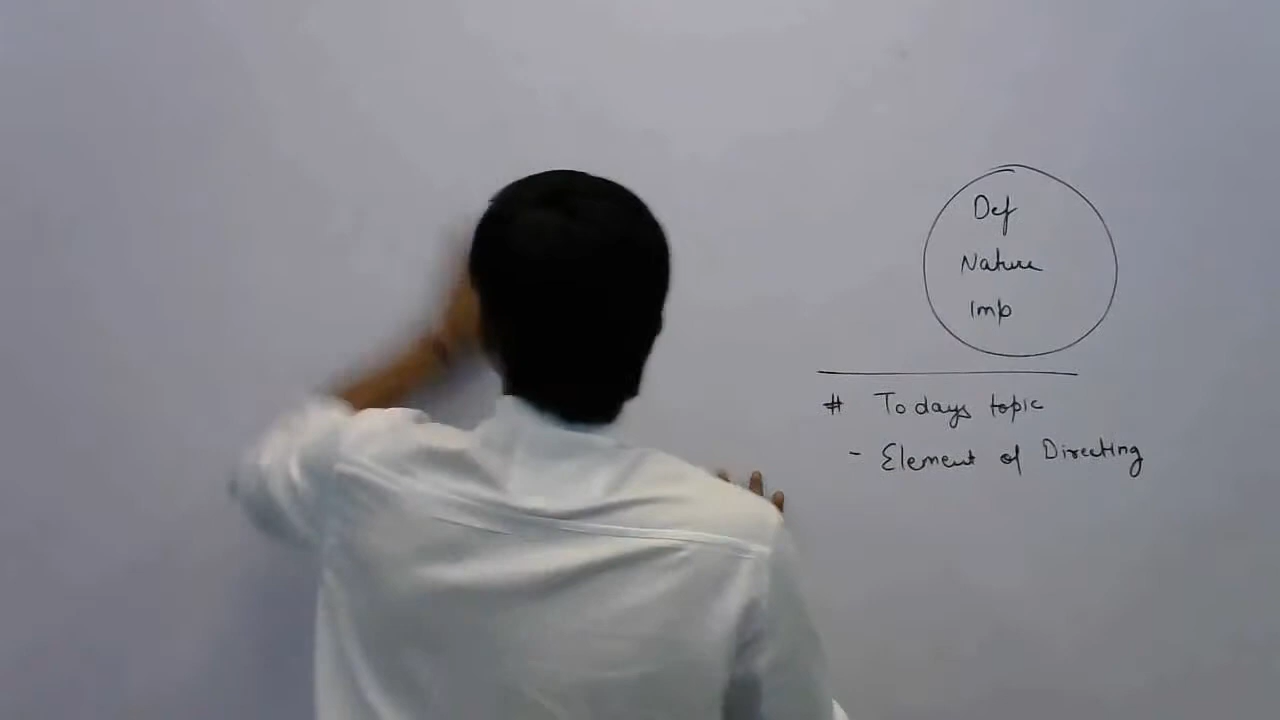 Def
Nature
Imp
# Todays topic
- Element of Directing